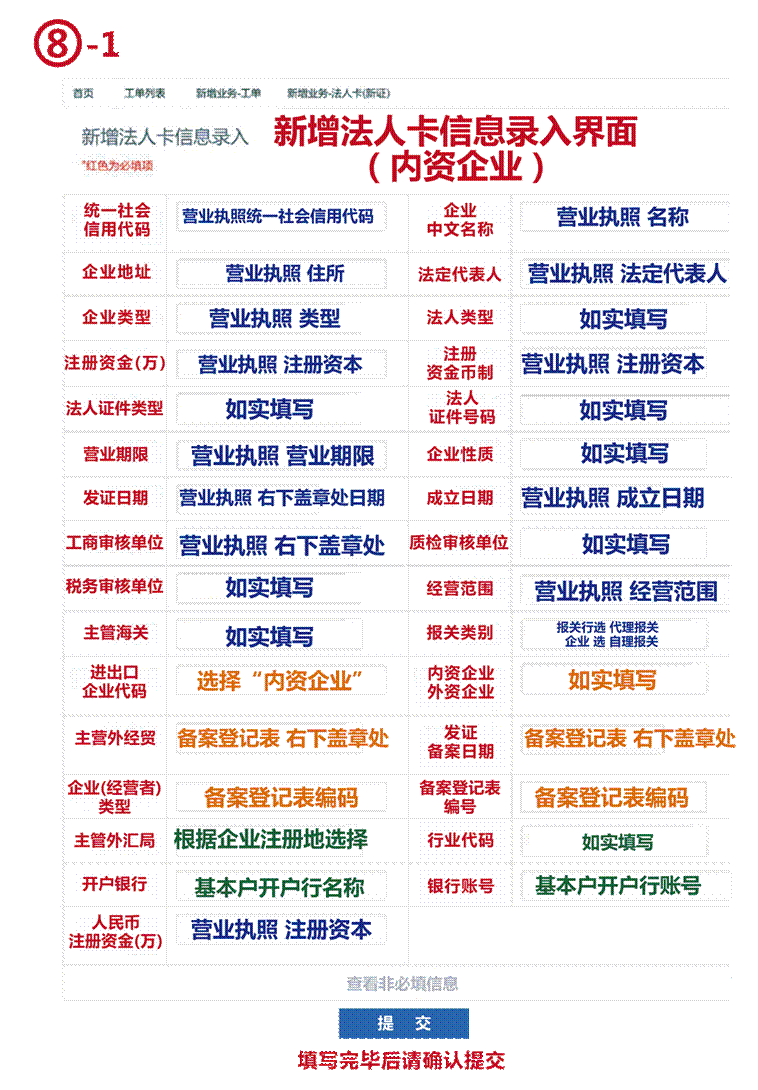 ⑧-1
首页 工单列表 新增业务-工单 新增业务-法人卡(新证)
新增法人卡信息录入 新增法人卡信息录入界面
*红色为必填项 （内资企业）
统一社会
信用代码 营业执照统一社会信用代码 企业
中文名称 营业执照 名称
企业地址 营业执照 住所 法定代表人 营业执照 法定代表人
企业类型 营业执照 类型 法人类型 如实填写
注册资金(万) 营业执照 注册资本 注册
资金币制 营业执照 注册资本
法人证件类型 如实填写 法人
证件号码 如实填写
营业期限 营业执照 营业期限 企业性质 如实填写
发证日期 营业执照 右下盖章处日期 成立日期 营业执照 成立日期
工商审核单位 营业执照 右下盖章处 质检审核单位 如实填写
税务审核单位 如实填写 经营范围 营业执照 经营范围
主管海关 如实填写 报关类别 报关行选 代理报关
企业 选 自理报关
进出口
企业代码 选择“内资企业” 内资企业
外资企业 如实填写
主营外经贸 备案登记表 右下盖章处 发证
备案日期 备案登记表 右下盖章处
企业(经营者)
类型 备案登记表编码 备案登记表
编号 备案登记表编码
主管外汇局 根据企业注册地选择 行业代码 如实填写
开户银行 基本户开户行名称 银行账号 基本户开户行账号
人民币
注册资金(万) 营业执照 注册资本
查看非必填信息
提 交
填写完毕后请确认提交